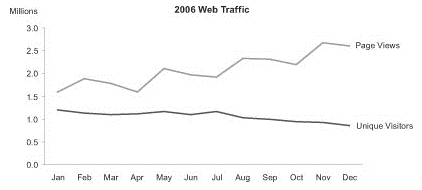 2006 Web Traffic
Millions
3.0
2.5
2.0
1.5
1.0
0.5
0.0
Page Views
Unique Visitors
Jan Feb Mar Apr May Jun Jul Aug Sep Oct Nov Dec